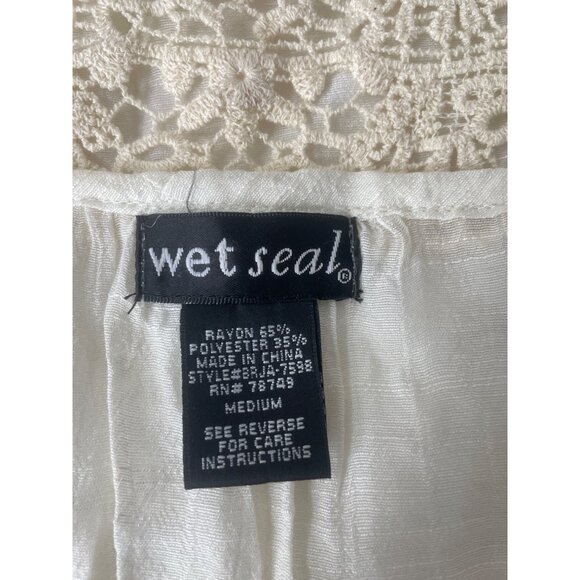 wet seal®
RAYON 65%
POLYESTER 35%
MADE IN CHINA
STYLE#BRJA-7598
RN# 78749
MEDIUM
SEE REVERSE
FOR CARE
INSTRUCTIONS